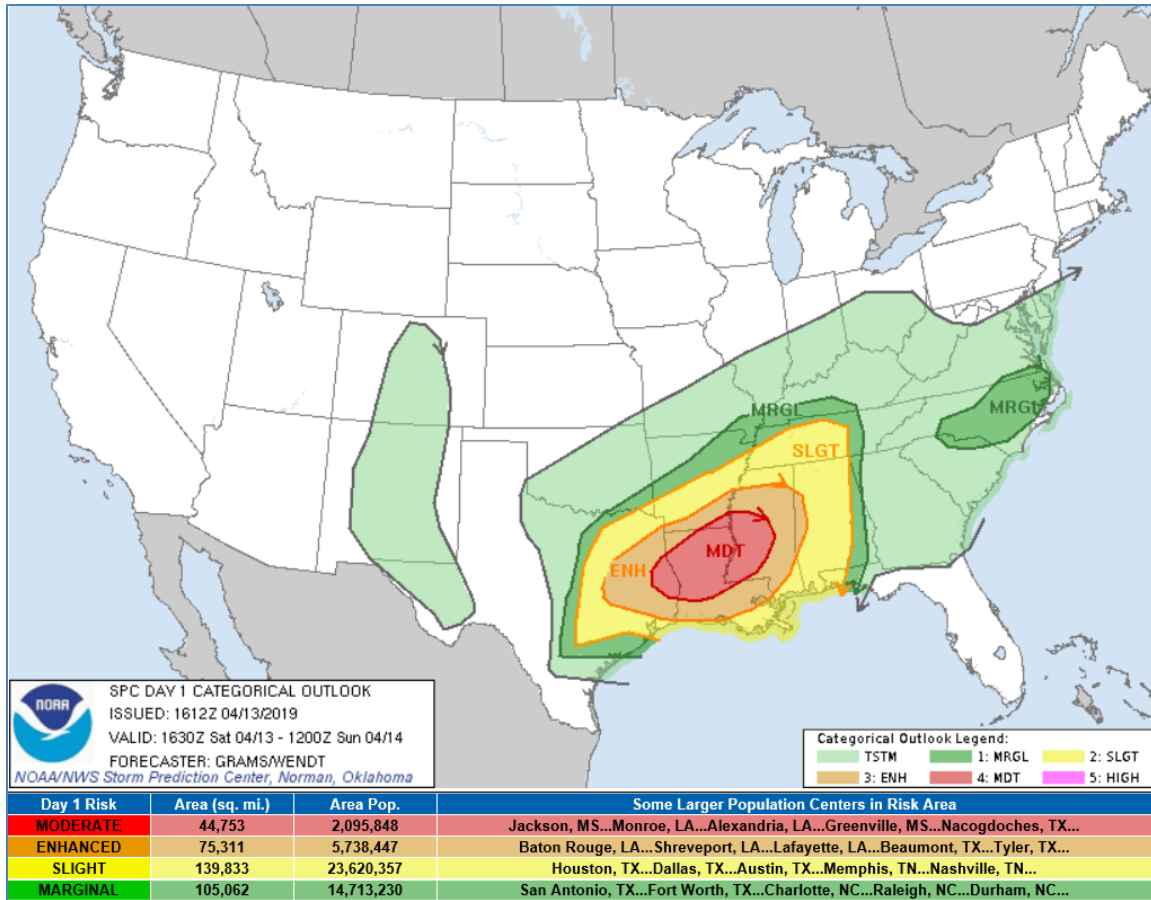 MRGL
MRGL
SLGT
MDT
ENH
NOAA
SPC DAY 1 CATEGORICAL OUTLOOK
ISSUED: 1612Z 04/13/2019
VALID: 1630Z Sat 04/13 - 1200Z Sun 04/14
FORECASTER: GRAMS/WENDT
NOAA/NWS Storm Prediction Center, Norman, Oklahoma
Categorical Outlook Legend:
TSTM 1: MRGL 2: SLGT
3: ENH 4: MDT 5: HIGH
Day 1 Risk Area (sq. mi.) Area Pop. Some Larger Population Centers in Risk Area
MODERATE 44,753 2,095,848 Jackson, MS...Monroe, LA...Alexandria, LA...Greenville, MS...Nacogdoches, TX...
ENHANCED 75,311 5,738,447 Baton Rouge, LA...Shreveport, LA...Lafayette, LA...Beaumont, TX...Tyler, TX...
SLIGHT 139,833 23,620,357 Houston, TX...Dallas, TX...Austin, TX...Memphis, TN...Nashville, TN...
MARGINAL 105,062 14,713,230 San Antonio, TX...Fort Worth, TX...Charlotte, NC...Raleigh, NC...Durham, NC...